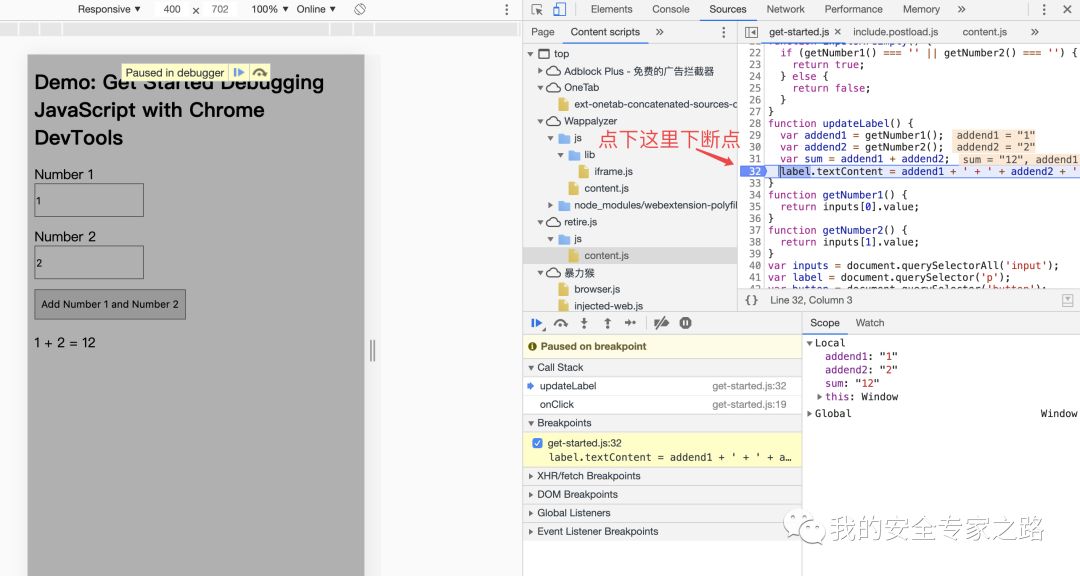 Responsive ▼ 400 × 702 100% ▼ Online ▼
Paused in debugger
Demo: Get Started Debugging
JavaScript with Chrome
DevTools
Number 1
1
Number 2
2
Add Number 1 and Number 2
1 + 2 = 12
Elements Console Sources Network Performance Memory »
Page Content scripts »
top
Adblock Plus - 免费的广告拦截器
OneTab
ext-onetab-concatenated-sources-c
Wappalyzer
js
lib
iframe.js
content.js
node_modules/webextension-polyfil
retire.js
js
content.js
暴力猴
browser.js
injected-web.js
点下这里下断点
get-started.js × include.postload.js content.js »
22 if (getNumber1() === '' || getNumber2() === '') {
23 return true;
24 } else {
25 return false;
26 }
27 }
28 function updateLabel() {
29 var addend1 = getNumber1(); addend1 = "1"
30 var addend2 = getNumber2(); addend2 = "2"
31 var sum = addend1 + addend2; sum = "12", addend1
32 label.textContent = addend1 + ' + ' + addend2 + '
33 }
34 function getNumber1() {
35 return inputs[0].value;
36 }
37 function getNumber2() {
38 return inputs[1].value;
39 }
40 var inputs = document.querySelectorAll('input');
41 var label = document.querySelector('p');
{} Line 32, Column 3
Paused on breakpoint
Call Stack
updateLabel get-started.js:32
onClick get-started.js:19
Breakpoints
get-started.js:32
label.textContent = addend1 + ' + ' + a…
XHR/fetch Breakpoints
DOM Breakpoints
Global Listeners
Event Listener Breakpoints
Scope Watch
Local
addend1: "1"
addend2: "2"
sum: "12"
this: Window
Global Window
我的安全专家之路